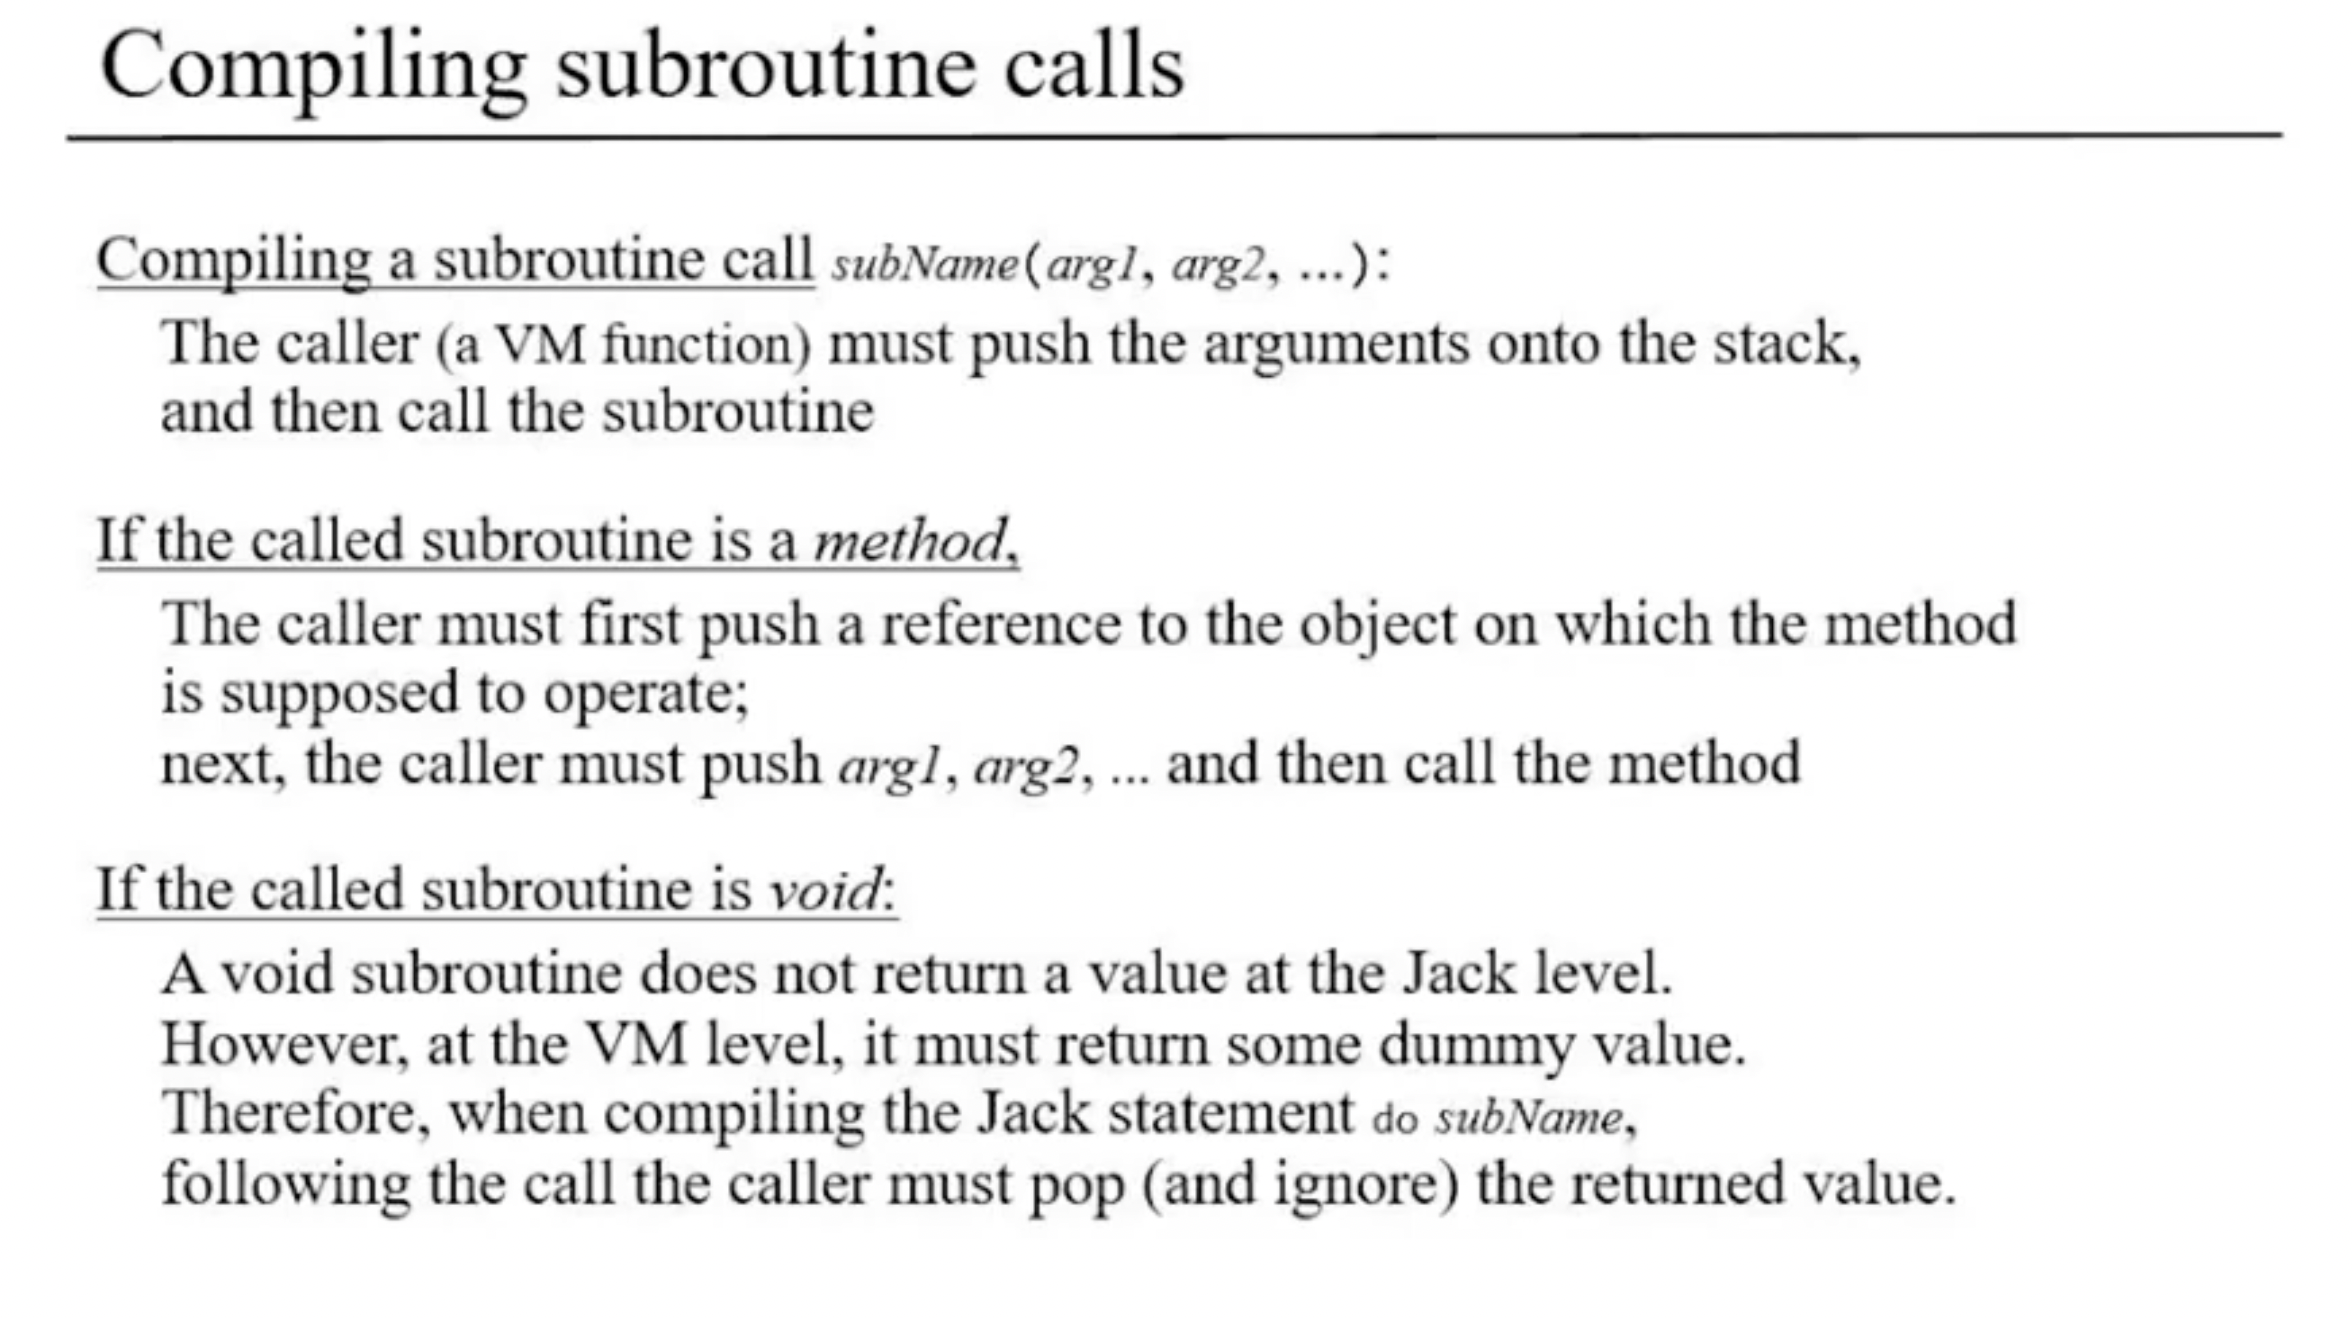 Compiling subroutine calls
Compiling a subroutine call subName(arg1, arg2, ...):
The caller (a VM function) must push the arguments onto the stack,
and then call the subroutine
If the called subroutine is a method,
The caller must first push a reference to the object on which the method
is supposed to operate;
next, the caller must push arg1, arg2, ... and then call the method
If the called subroutine is void:
A void subroutine does not return a value at the Jack level.
However, at the VM level, it must return some dummy value.
Therefore, when compiling the Jack statement do subName,
following the call the caller must pop (and ignore) the returned value.